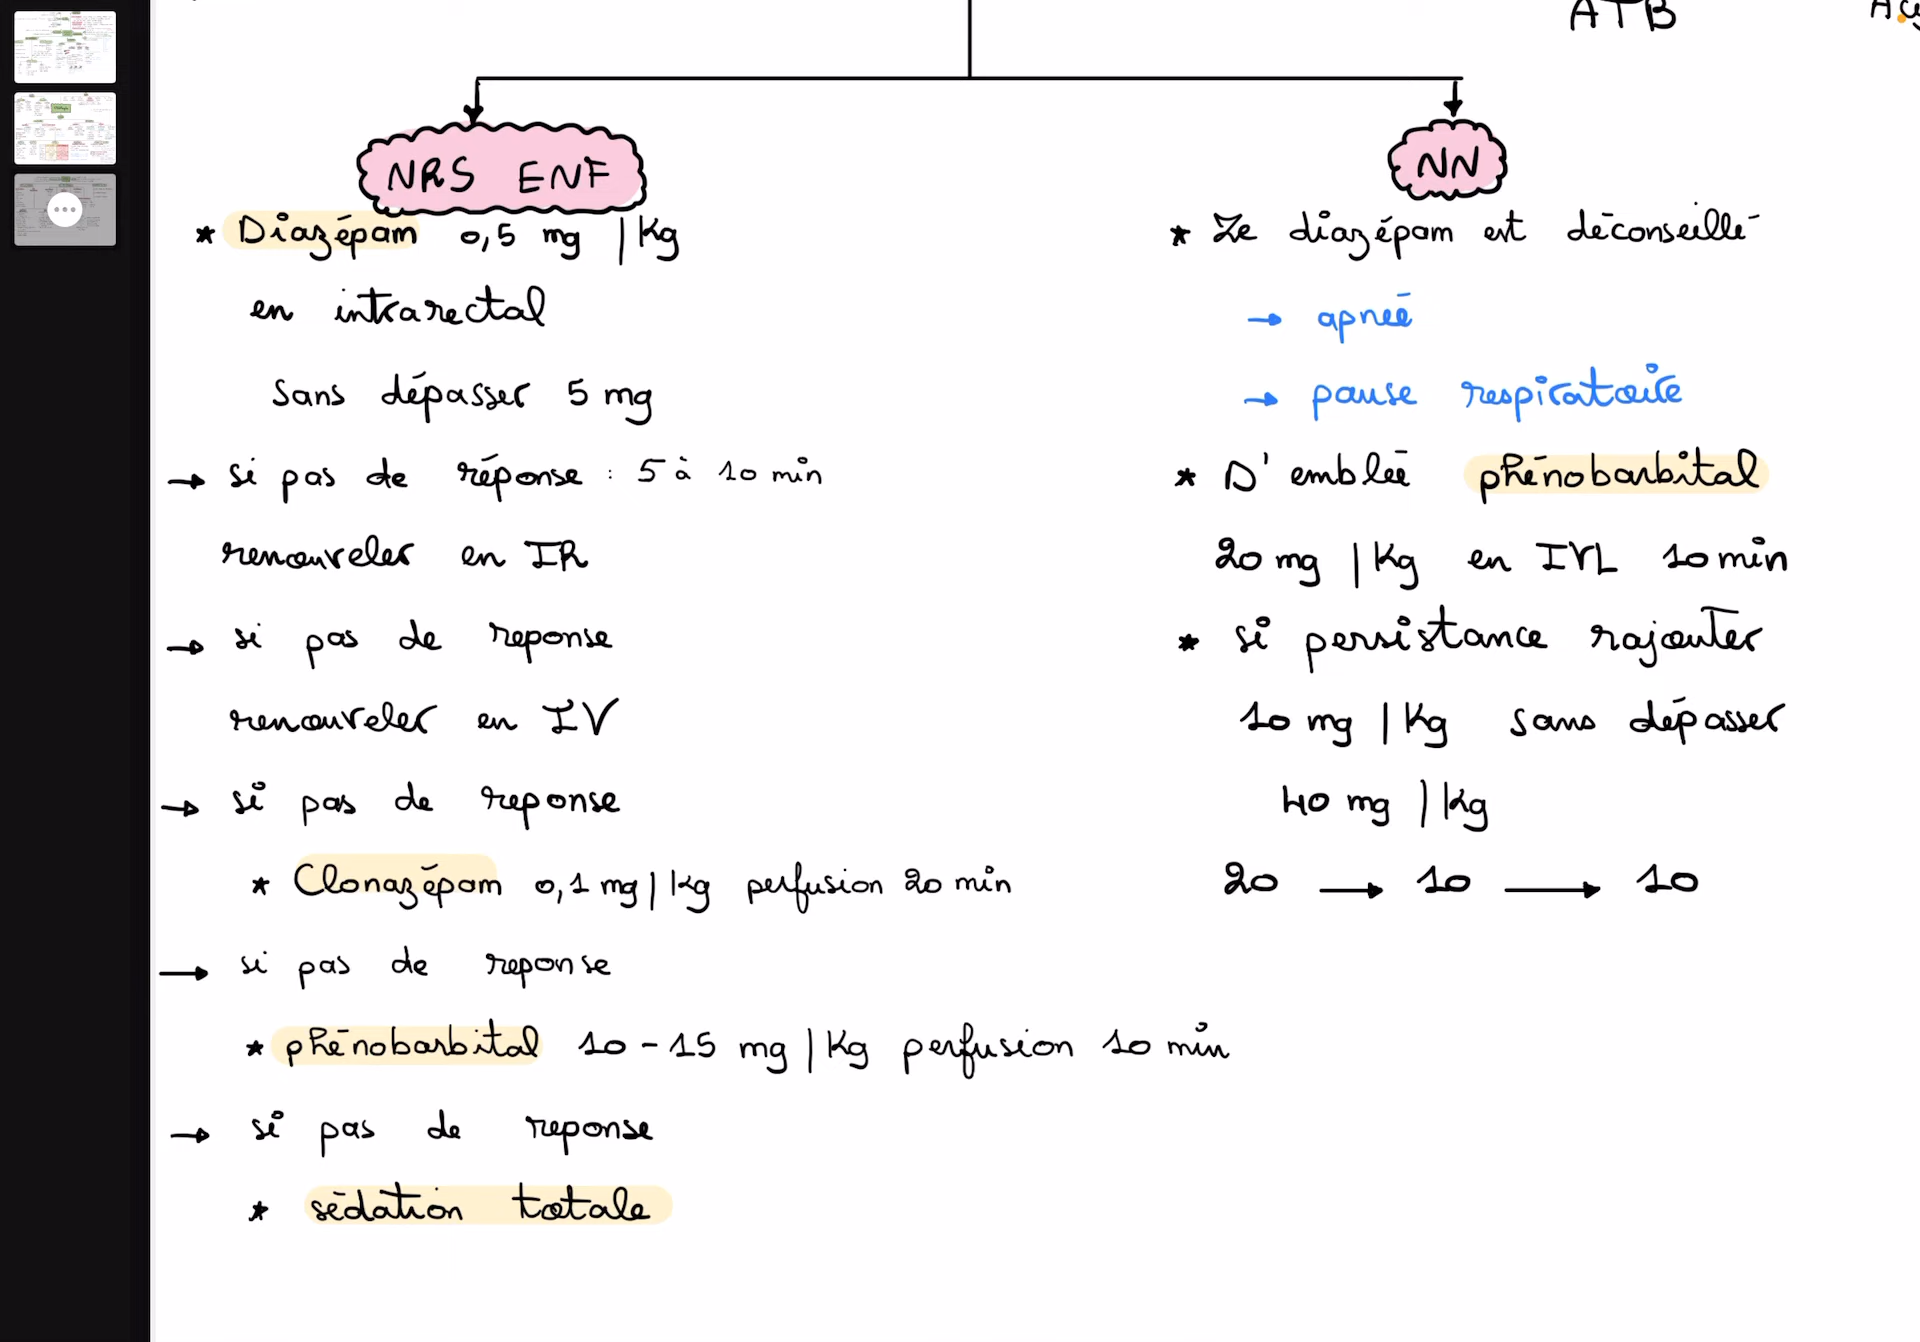 ATB
NRS ENF
* Diazépam 0,5 mg | Kg
en intrarectal
Sans dépasser 5 mg
→ si pas de réponse : 5 à 10 min
renouveler en IR
→ si pas de reponse
renouveler en IV
→ si pas de reponse
* Clonazépam 0,1 mg | Kg perfusion 20 min
→ si pas de reponse
* phénobarbital 10 - 15 mg | Kg perfusion 10 min
→ si pas de reponse
* sédation totale
NN
* Le diazépam est déconseillé
→ apneé
→ pause respiratoire
* D'embleé phénobarbital
20 mg | Kg en IVL 10 min
* si persistance rajouter
10 mg | Kg sans dépasser
40 mg | Kg
20 → 10 → 10